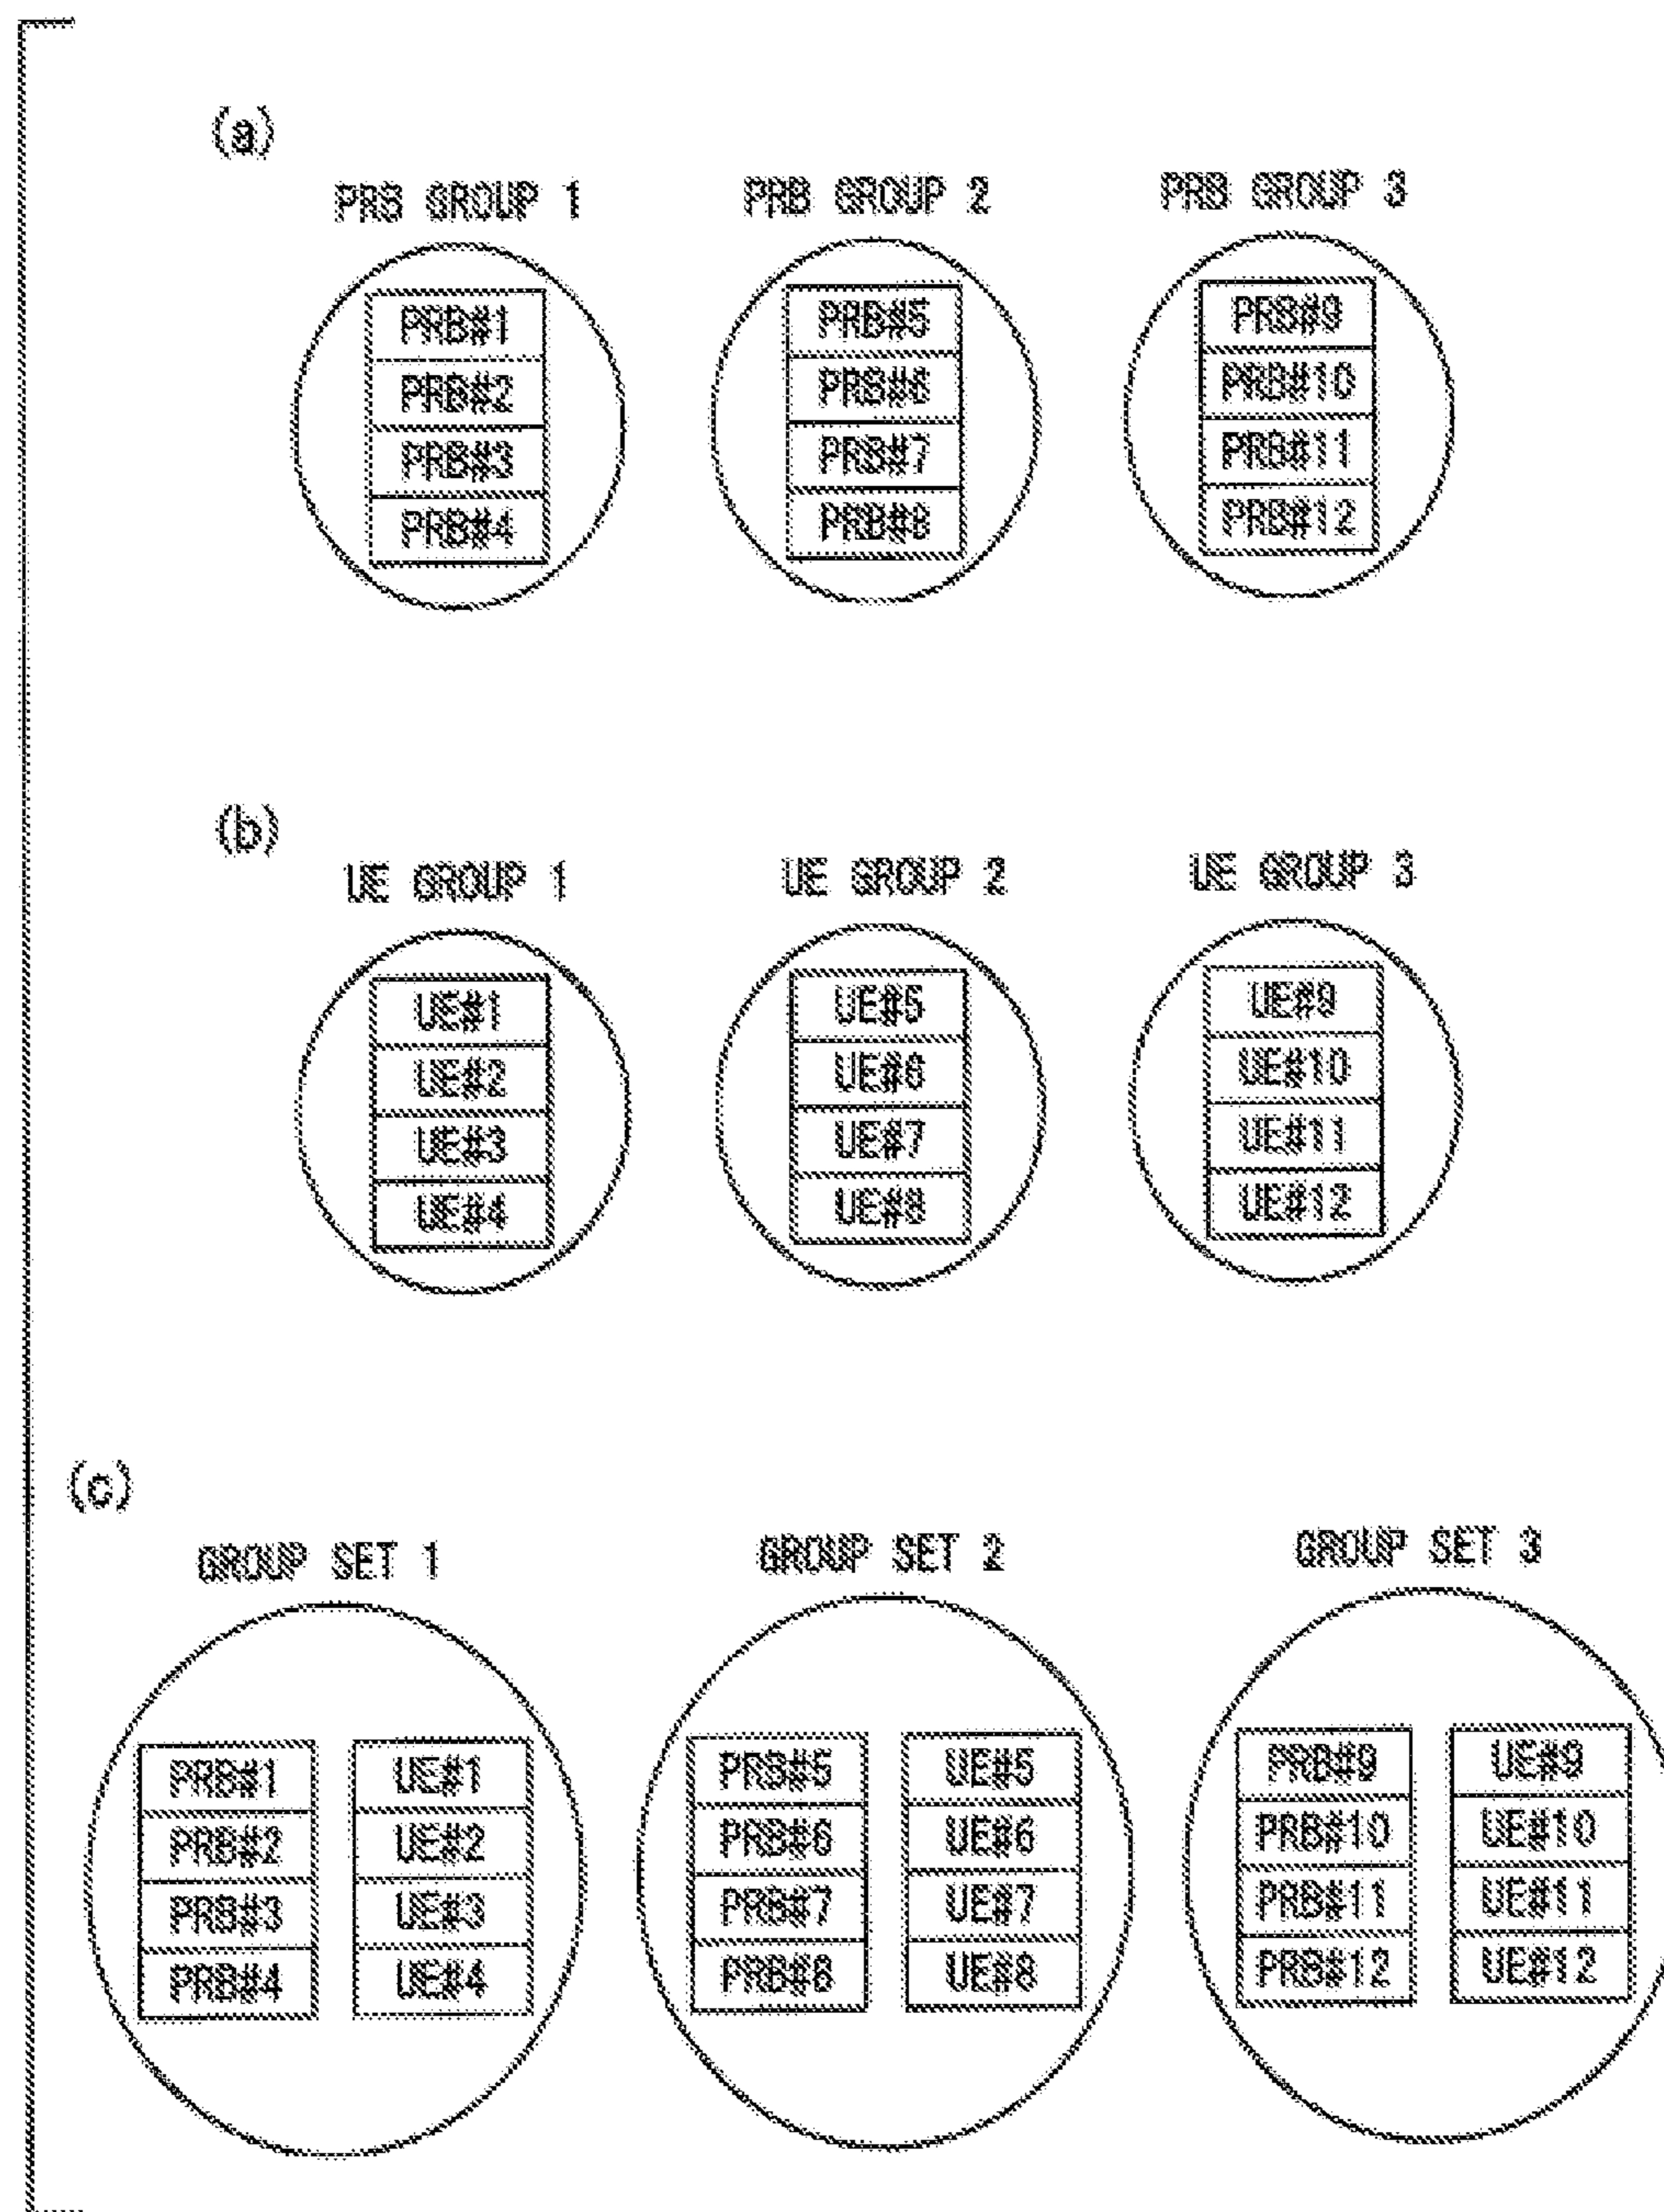 (a)
PRB GROUP 1 PRB GROUP 2 PRB GROUP 3
PRB#1 PRB#5 PRB#9
PRB#2 PRB#6 PRB#10
PRB#3 PRB#7 PRB#11
PRB#4 PRB#8 PRB#12
(b)
UE GROUP 1 UE GROUP 2 UE GROUP 3
UE#1 UE#5 UE#9
UE#2 UE#6 UE#10
UE#3 UE#7 UE#11
UE#4 UE#8 UE#12
(c)
GROUP SET 1 GROUP SET 2 GROUP SET 3
PRB#1 UE#1 PRB#5 UE#5 PRB#9 UE#9
PRB#2 UE#2 PRB#6 UE#6 PRB#10 UE#10
PRB#3 UE#3 PRB#7 UE#7 PRB#11 UE#11
PRB#4 UE#4 PRB#8 UE#8 PRB#12 UE#12